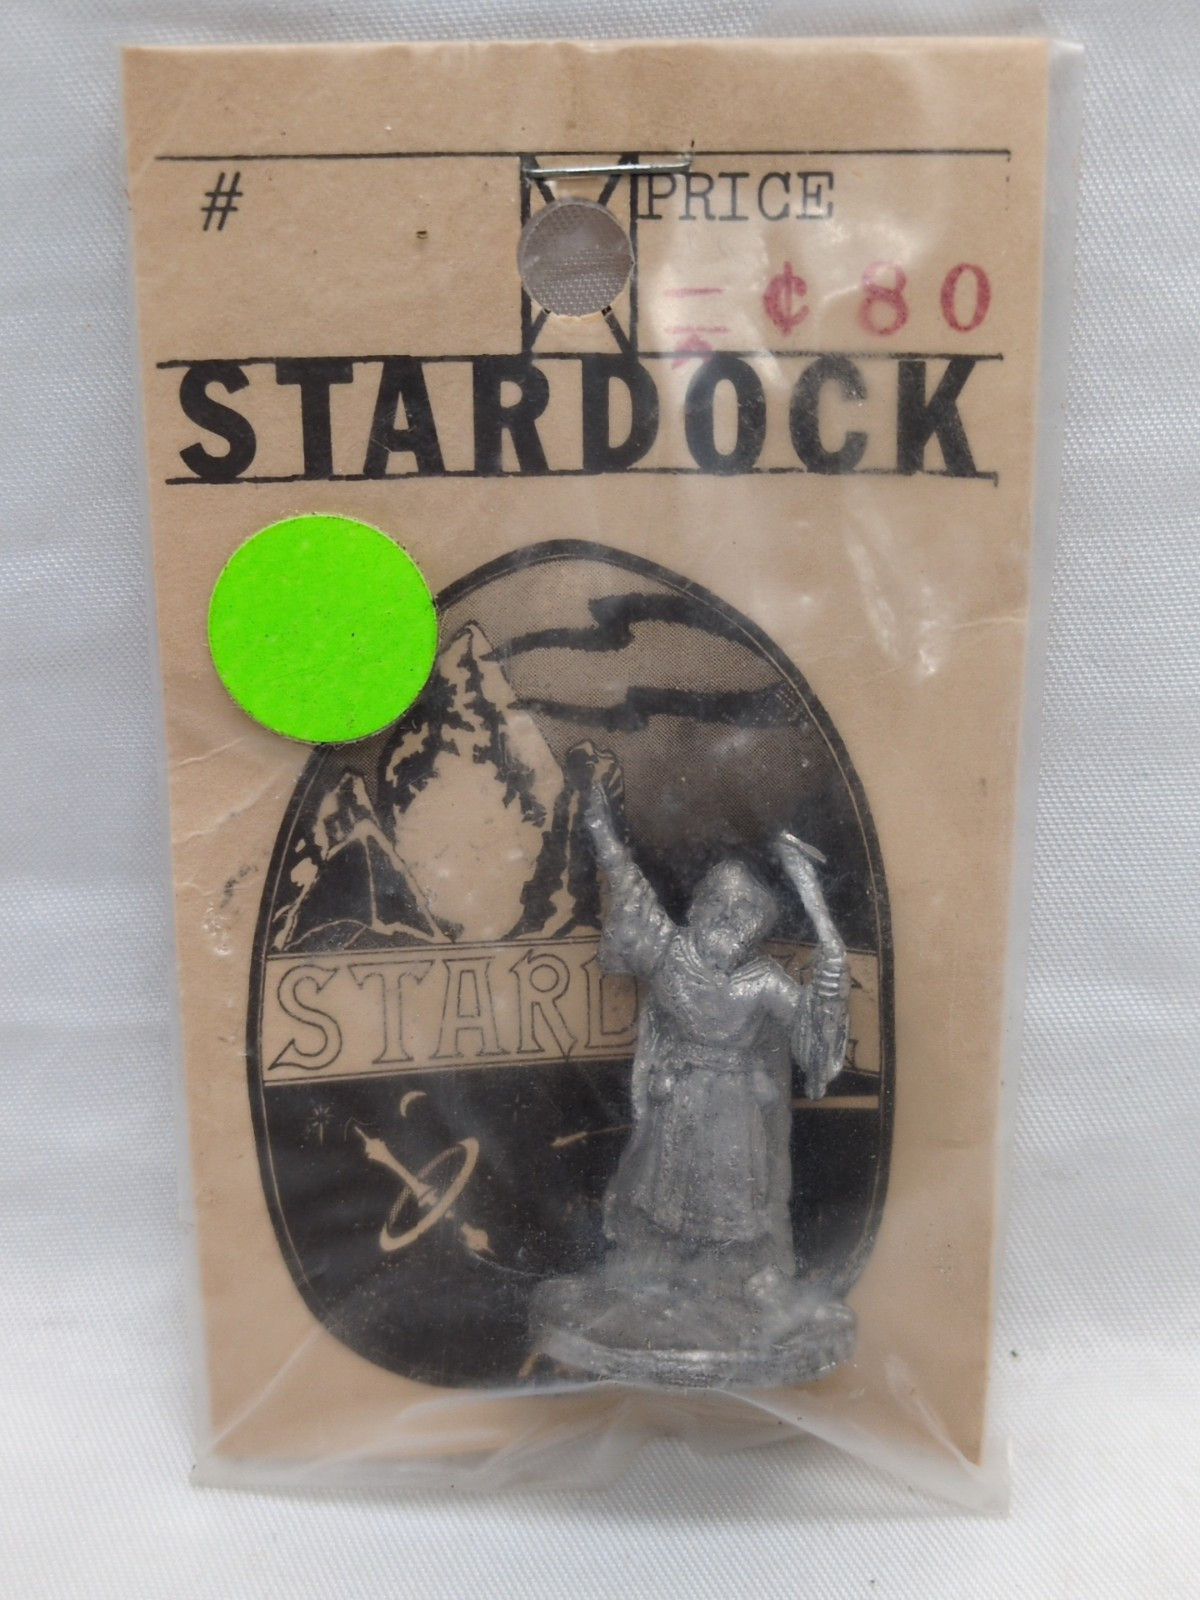 # PRICE
¢ 80
STARDOCK
STARD